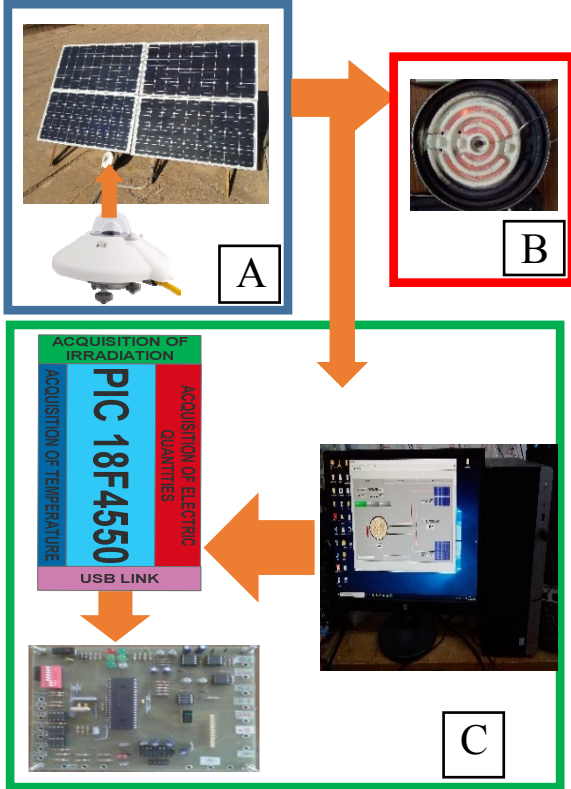 A
B
ACQUISITION OF
IRRADIATION
ACQUISITION OF TEMPERATURE
PIC 18F4550
ACQUISITION OF ELECTRIC
QUANTITIES
USB LINK
C